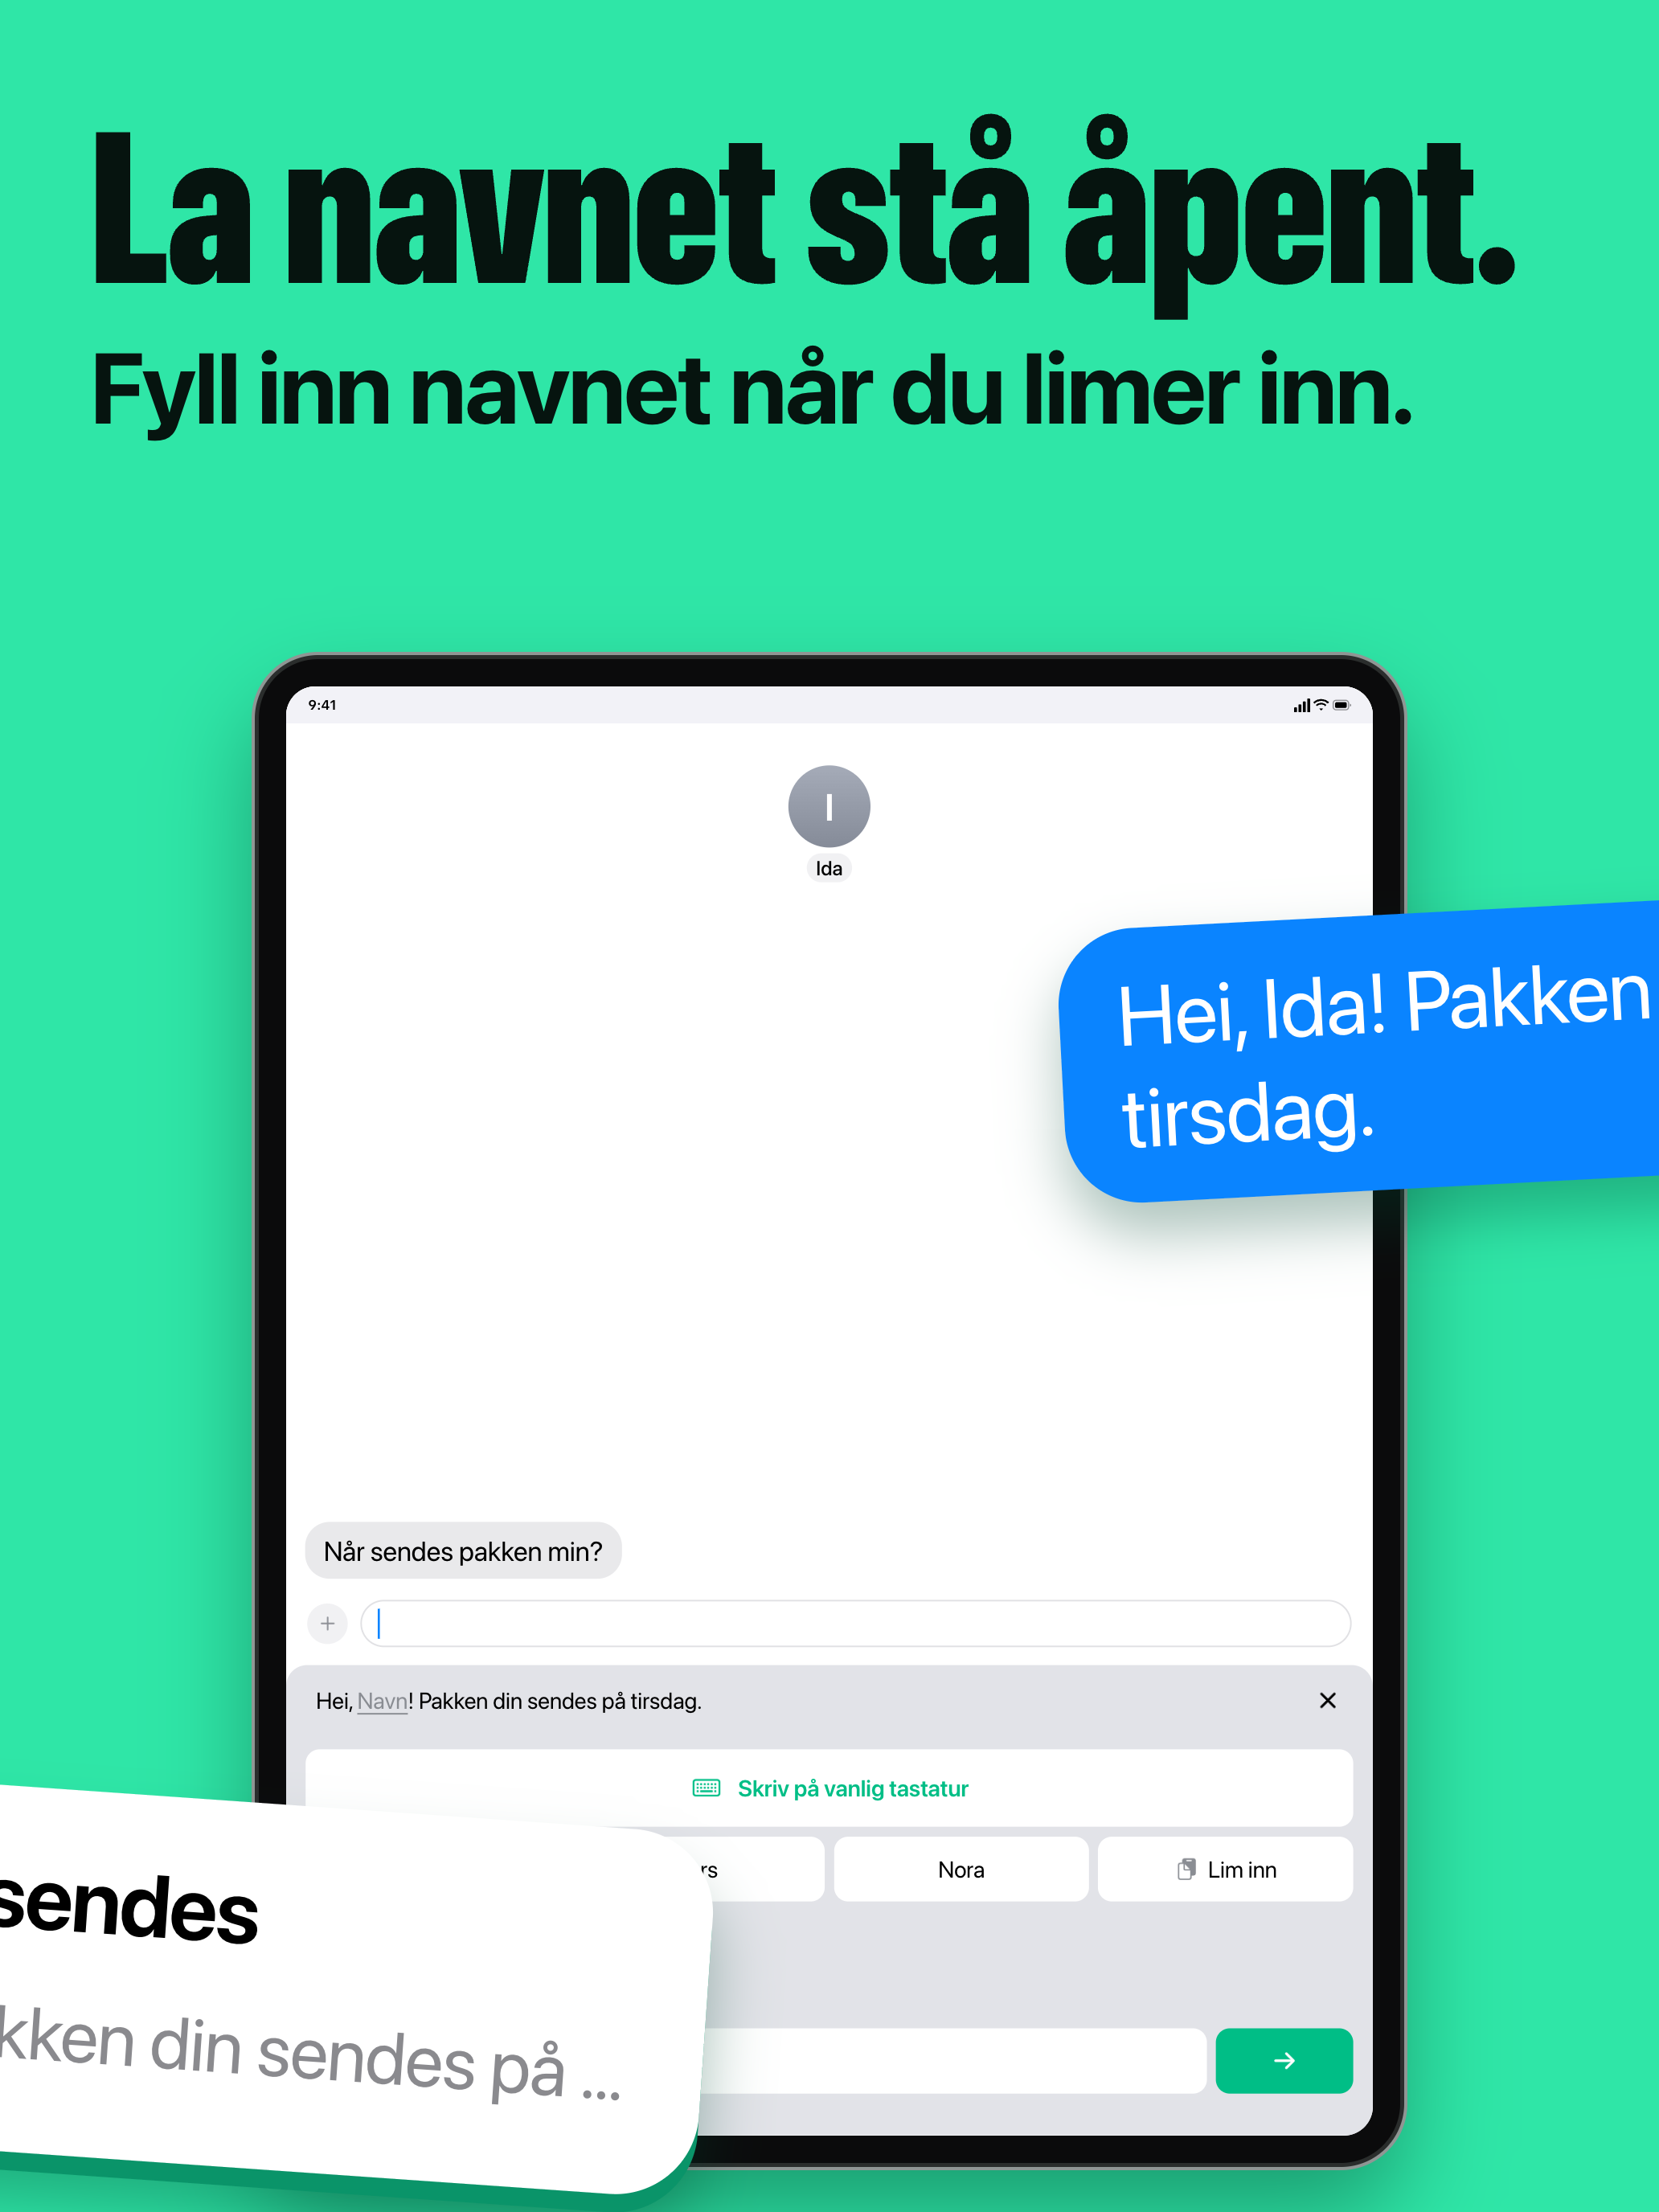 La navnet stå åpent.
Fyll inn navnet når du limer inn.
9:41
I
Ida
Hei, Ida! Pakken
tirsdag.
Når sendes pakken min?
Hei, Navn! Pakken din sendes på tirsdag.
Skriv på vanlig tastatur
rs
Nora
Lim inn
sendes
kken din sendes på ...